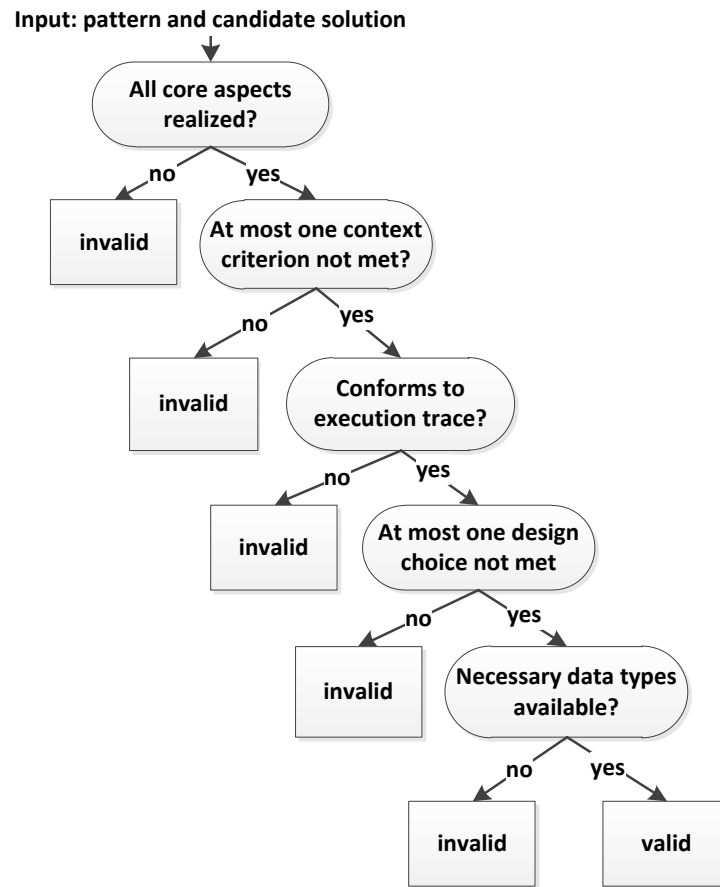 Input: pattern and candidate solution
All core aspects
realized?
no
yes
invalid
At most one context
criterion not met?
no
yes
invalid
Conforms to
execution trace?
no
yes
invalid
At most one design
choice not met
no
yes
invalid
Necessary data types
available?
no
yes
invalid
valid